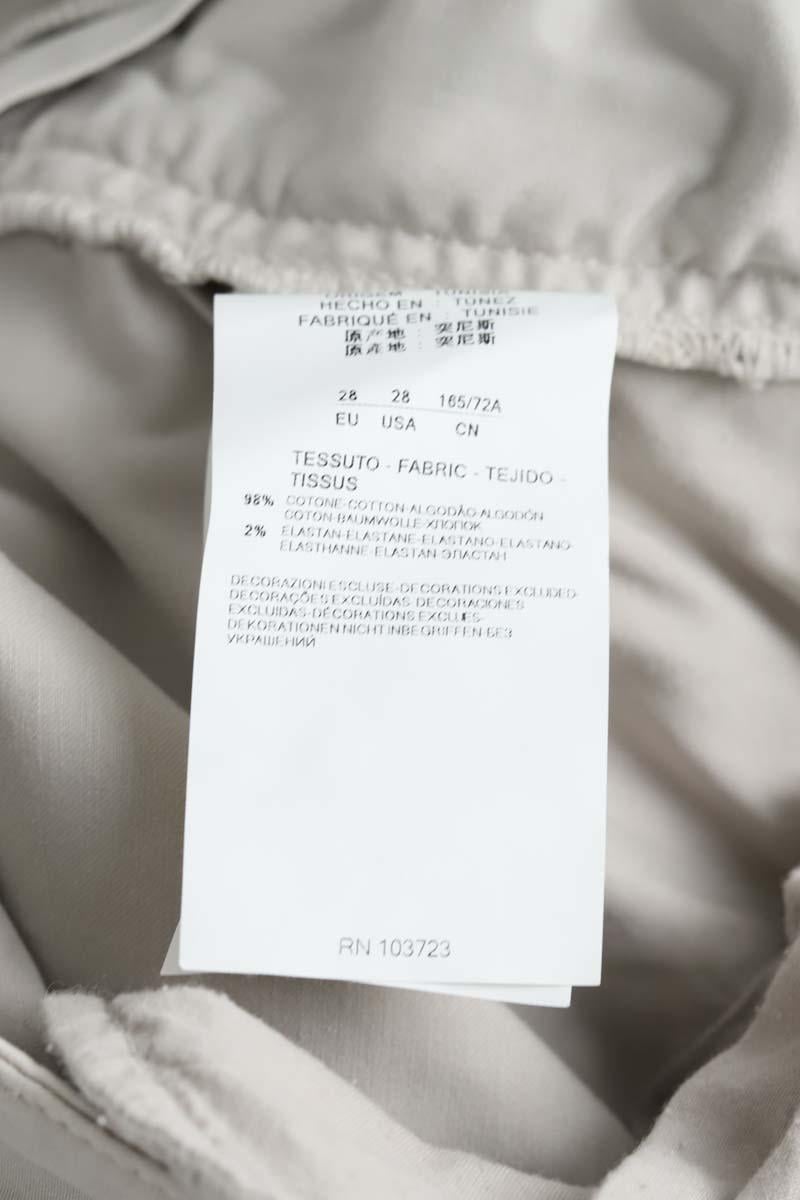 ORIGEM : TUNISIA
HECHO EN : TUNEZ
FABRIQUÉ EN : TUNISIE
原产地 : 突尼斯
原產地 : 突尼斯
28 28 165/72A
EU USA CN
TESSUTO - FABRIC - TEJIDO -
TISSUS
98% COTONE-COTTON-ALGODÃO-ALGODÓN
COTON-BAUMWOLLE-ХЛОПОК
2% ELASTAN-ELASTANE-ELASTANO-ELASTANO-
ELASTHANNE-ELASTAN-ЭЛАСТАН
DECORAZIONI ESCLUSE-DECORATIONS EXCLUDED-
DECORAÇÕES EXCLUÍDAS-DECORACIONES
EXCLUIDAS-DÉCORATIONS EXCLUES-
DEKORATIONEN NICHT INBEGRIFFEN-БЕЗ
УКРАШЕНИЙ
RN 103723